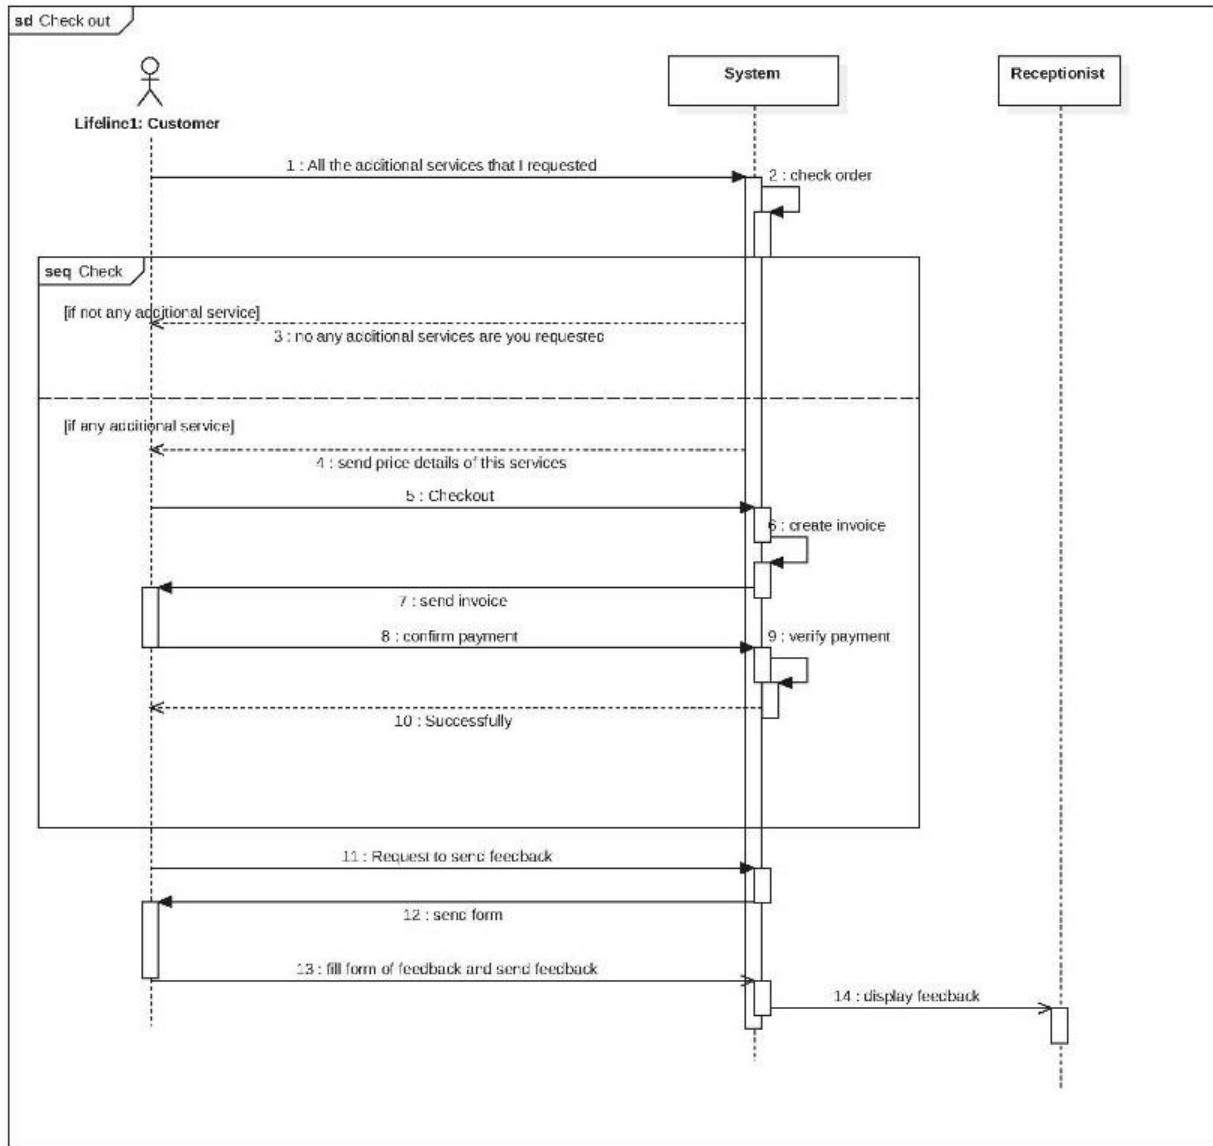 sd Check out
System
Receptionist
Lifeline1: Customer
1 : All the additional services that I requested
2 : check order
seq Check
[if not any additional service]
3 : no any additional services are you requested
[if any additional service]
4 : send price details of this services
5 : Checkout
6 : create invoice
7 : send invoice
8 : confirm payment
9 : verify payment
10 : Successfully
11 : Request to send feedback
12 : send form
13 : fill form of feedback and send feedback
14 : display feedback